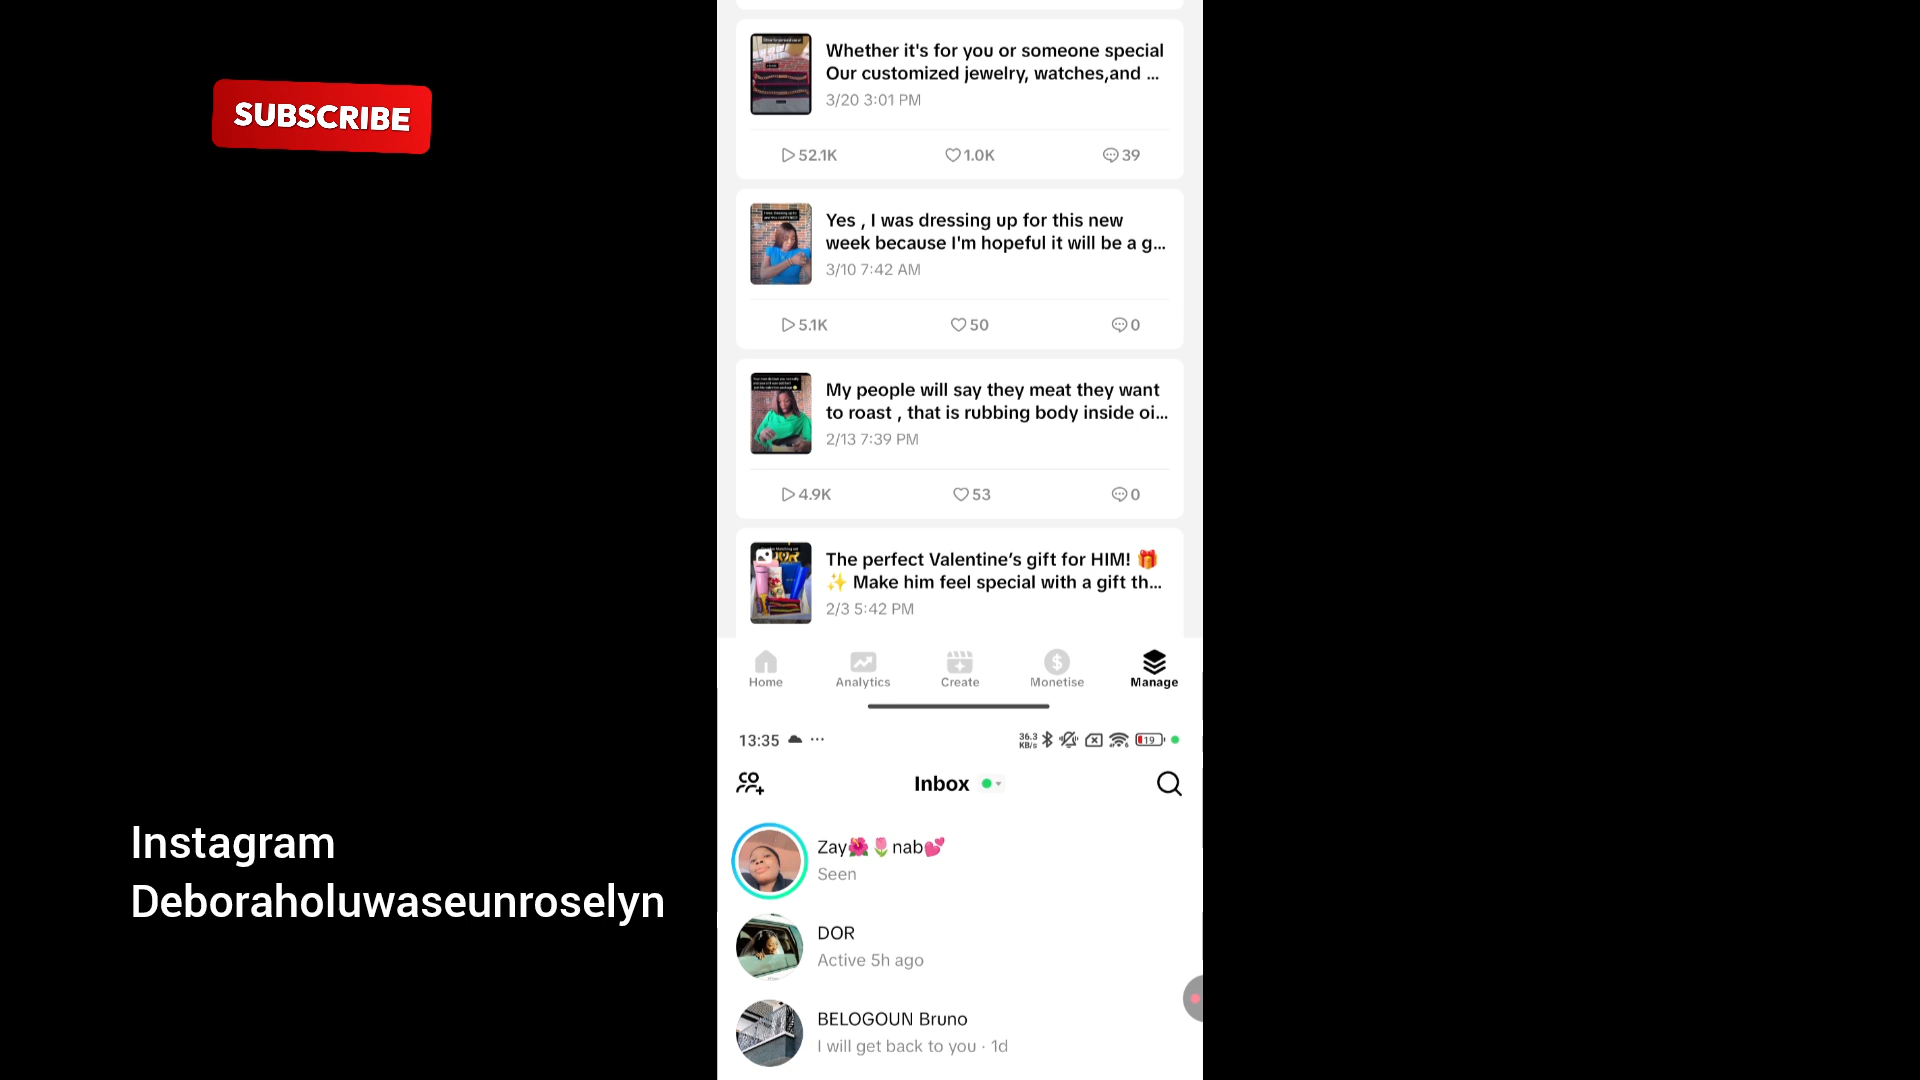 SUBSCRIBE
Whether it's for you or someone special
Our customized jewelry, watches,and ...
3/20 3:01 PM
52.1K
1.0K
39
Yes , I was dressing up for this new
week because I'm hopeful it will be a g...
3/10 7:42 AM
5.1K
50
0
My people will say they meat they want
to roast , that is rubbing body inside oi...
2/13 7:39 PM
4.9K
53
0
The perfect Valentine's gift for HIM! 🎁
✨ Make him feel special with a gift th...
2/3 5:42 PM
Home
Analytics
Create
Monetise
Manage
13:35
36.3
KB/s
19
Inbox
Zay🌺🌷nab💕
Seen
DOR
Active 5h ago
BELOGOUN Bruno
I will get back to you · 1d
Instagram
Deboraholuwaseunroselyn